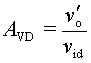 A_VD = v′_o / v_id